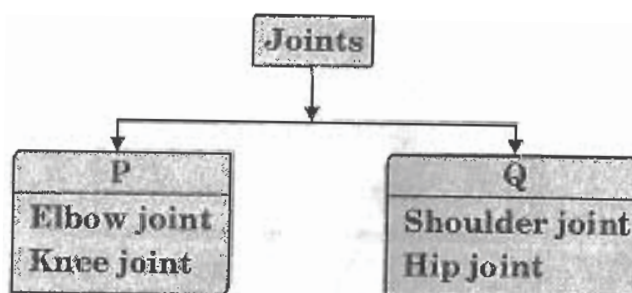 Joints
P
Elbow joint
Knee joint
Q
Shoulder joint
Hip joint